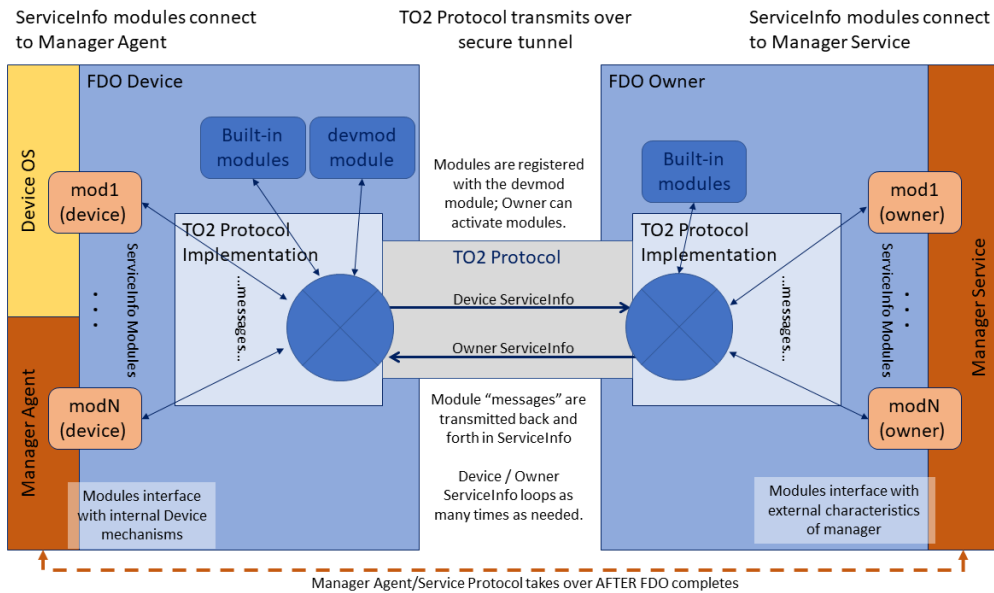 ServiceInfo modules connect
to Manager Agent
TO2 Protocol transmits over
secure tunnel
ServiceInfo modules connect
to Manager Service
FDO Device
FDO Owner
Device OS
Manager Agent
Built-in
modules
devmod
module
mod1
(device)
ServiceInfo Modules
. . .
modN
(device)
TO2 Protocol
Implementation
...messages...
Modules interface
with internal Device
mechanisms
Modules are registered
with the devmod
module; Owner can
activate modules.
TO2 Protocol
Device ServiceInfo
Owner ServiceInfo
Module “messages” are
transmitted back and
forth in ServiceInfo
Device / Owner
ServiceInfo loops as
many times as needed.
Built-in
modules
TO2 Protocol
Implementation
...messages...
mod1
(owner)
ServiceInfo Modules
. . .
modN
(owner)
Manager Service
Modules interface with
external characteristics
of manager
Manager Agent/Service Protocol takes over AFTER FDO completes